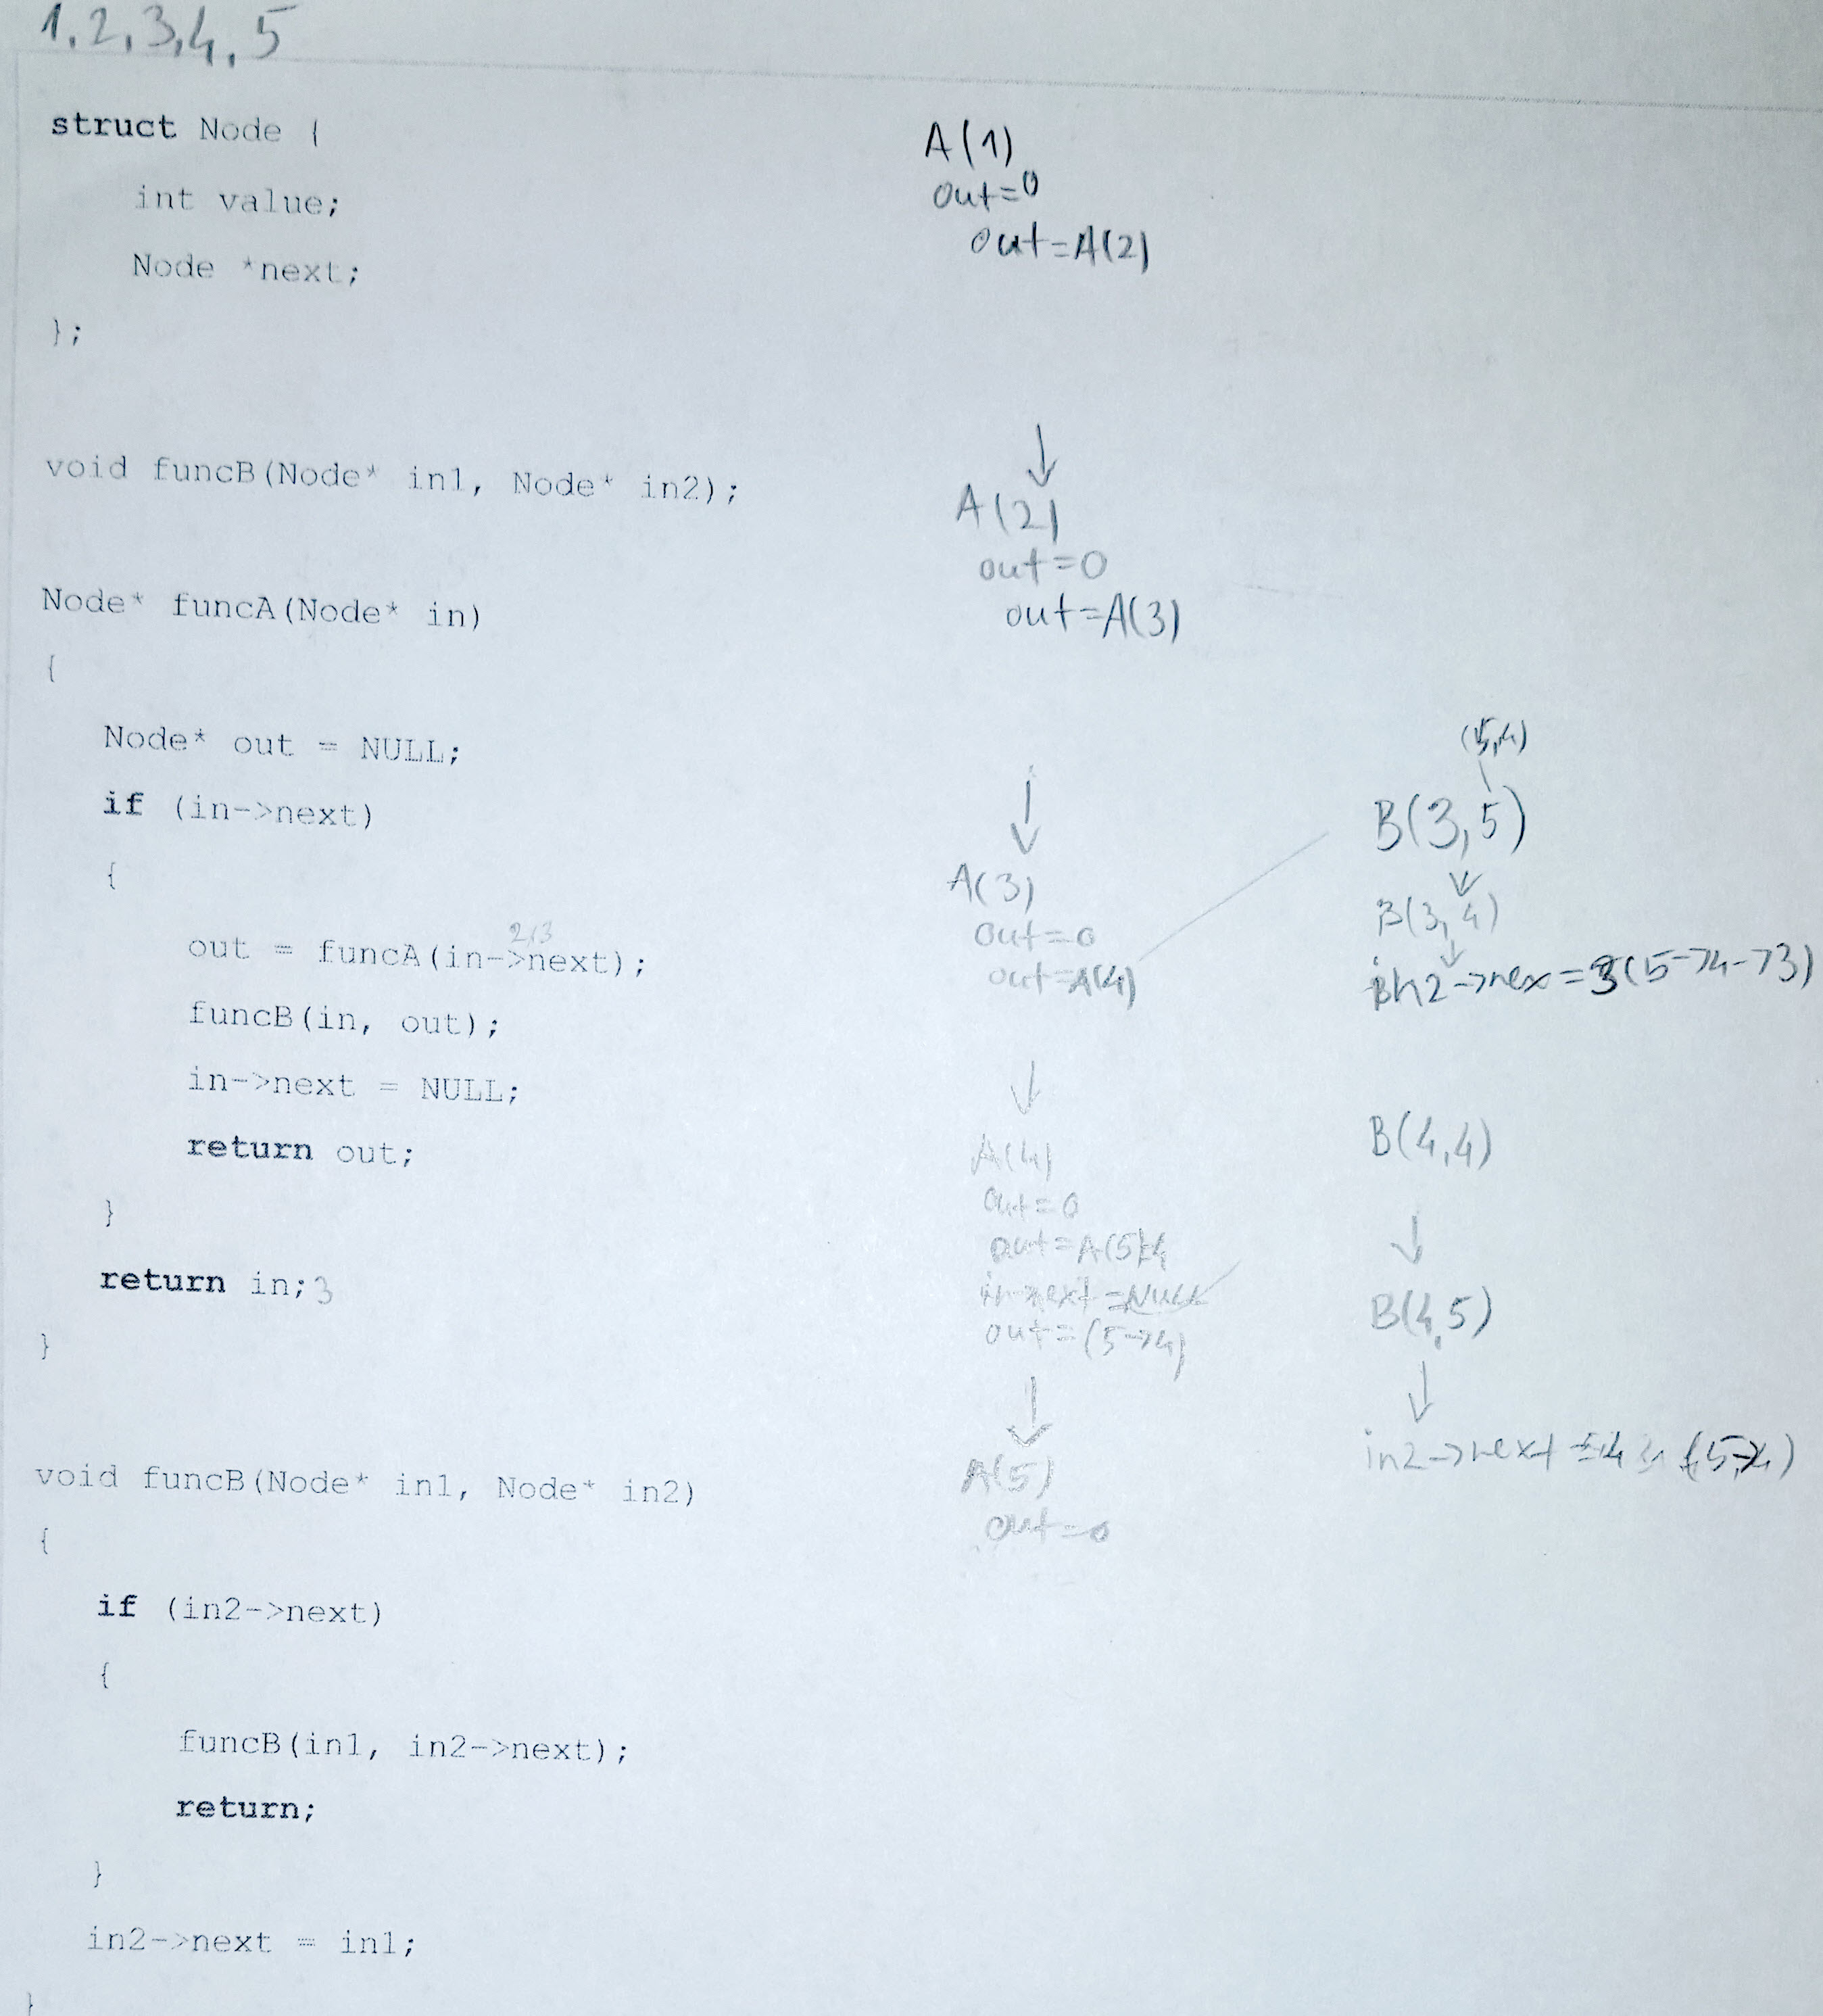 1,2,3,4,5
struct Node {
int value;
Node *next;
};
void funcB(Node* in1, Node* in2);
Node* funcA(Node* in)
{
Node* out = NULL;
if (in->next)
{
2,3
out = funcA(in->next);
funcB(in, out);
in->next = NULL;
return out;
}
return in;3
}
void funcB(Node* in1, Node* in2)
{
if (in2->next)
{
funcB(in1, in2->next);
return;
}
in2->next = in1;
}
A(1)
out=0
out=A(2)
A(2)
out=0
out=A(3)
A(3)
out=0
out=A(4)
A(4)
out=0
out=A(5)
in->next=NULL
out=(5->4)
A(5)
out=0
(5,4)
B(3,5)
B(3,4)
in2->nex=3(5->4->3)
B(4,4)
B(4,5)
in2->next (5->4)